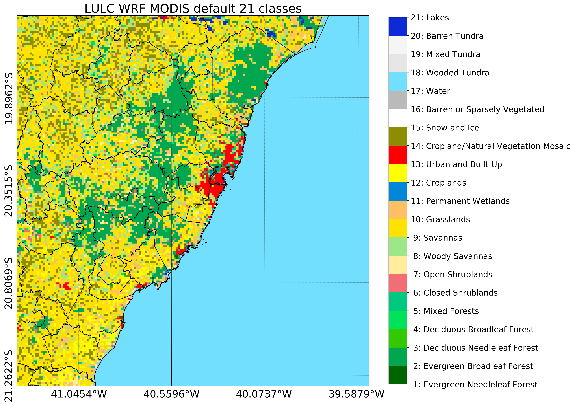 LULC WRF MODIS default 21 classes
21: Lakes
20: Barren Tundra
19: Mixed Tundra
18: Wooded Tundra
17: Water
16: Barren or Sparsely Vegetated
15: Snow and Ice
14: Cropland/Natural Vegetation Mosaic
13: Urban and Built Up
12: Croplands
11: Permanent Wetlands
10: Grasslands
9: Savannas
8: Woody Savannas
7: Open Shrublands
6: Closed Shrublands
5: Mixed Forests
4: Deciduous Broadleaf Forest
3: Deciduous Needleleaf Forest
2: Evergreen Broadleaf Forest
1: Evergreen Needleleaf Forest
19.8962°S
20.3515°S
20.8069°S
21.2622°S
41.0454°W
40.5596°W
40.0737°W
39.5879°W